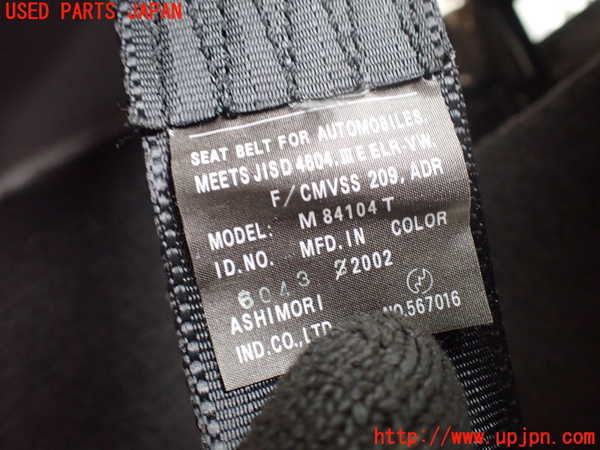 USED PARTS JAPAN
SEAT BELT FOR AUTOMOBILES.
MEETS JISD 4604. III E ELR-VW.
F/CMVSS 209, ADR
MODEL: M 84104 T
ID.NO. MFD.IN COLOR
6043 2002
ASHIMORI
IND.CO.,LTD NO.567016
http://www.upjpn.com/